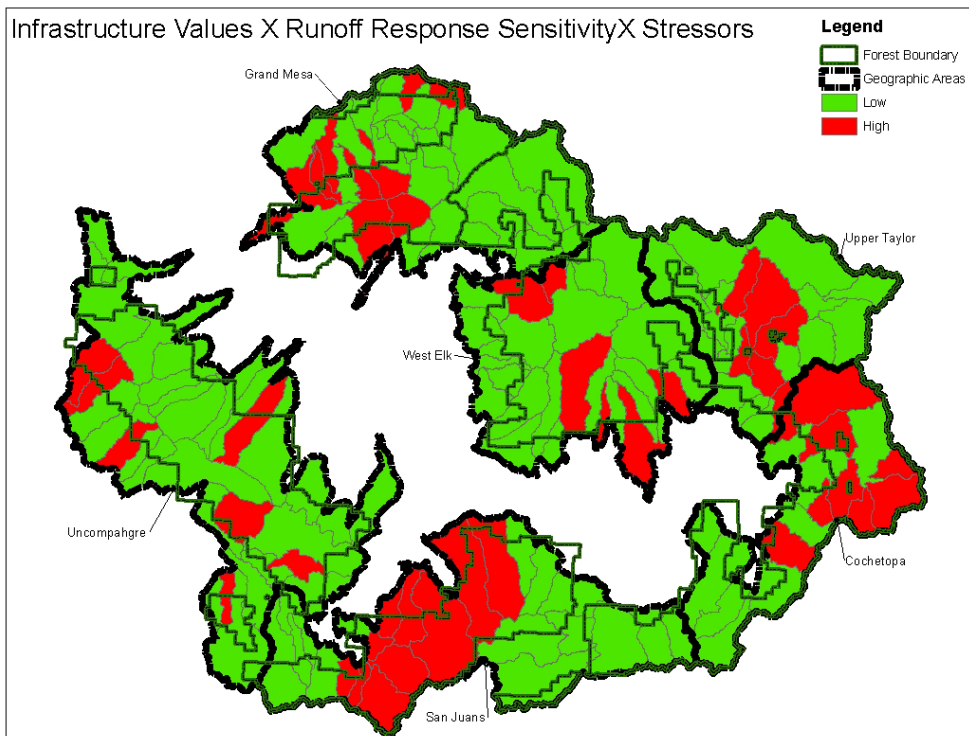 Infrastructure Values X Runoff Response SensitivityX Stressors
Legend
Forest Boundary
Geographic Areas
Low
High
Grand Mesa
Upper Taylor
West Elk
Uncompahgre
Cochetopa
San Juans